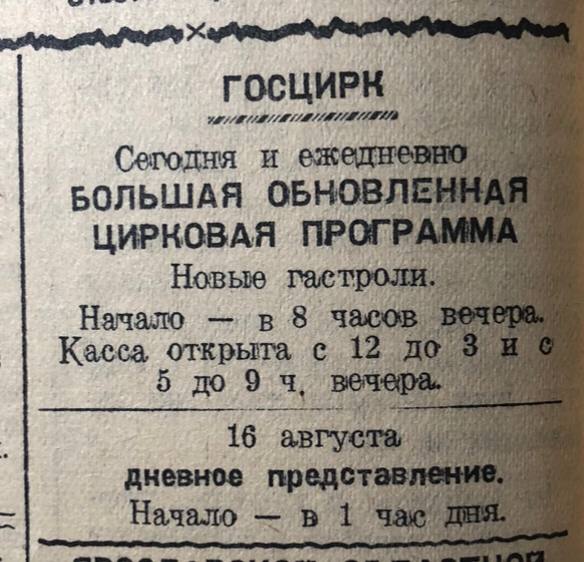 ГОСЦИРК
Сегодня и ежедневно
БОЛЬШАЯ ОБНОВЛЕННАЯ
ЦИРКОВАЯ ПРОГРАММА
Новые гастроли.
Начало — в 8 часов вечера.
Касса открыта с 12 до 3 и с
5 до 9 ч. вечера.
16 августа
дневное представление.
Начало — в 1 час дня.